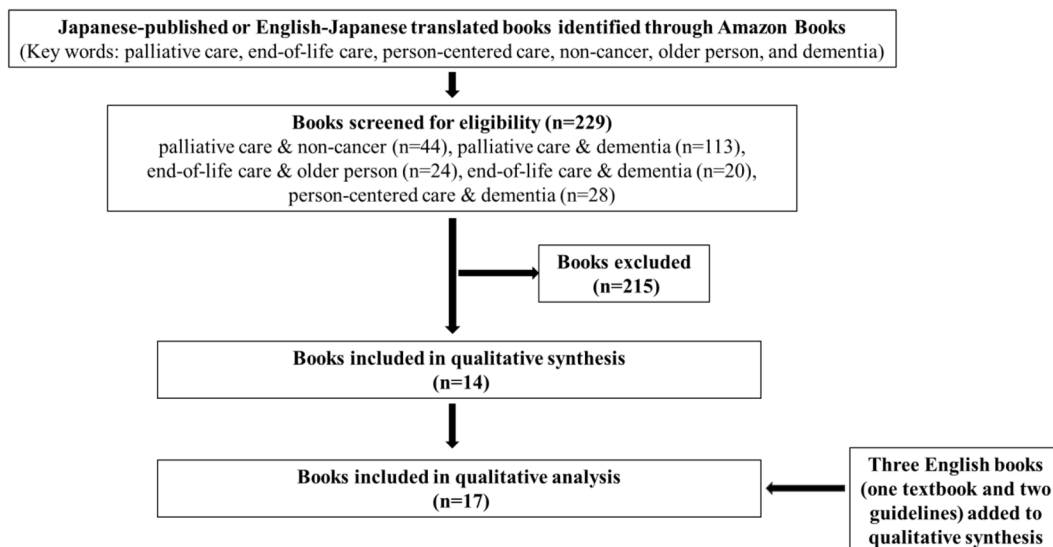 Japanese-published or English-Japanese translated books identified through Amazon Books
(Key words: palliative care, end-of-life care, person-centered care, non-cancer, older person, and dementia)
Books screened for eligibility (n=229)
palliative care & non-cancer (n=44), palliative care & dementia (n=113),
end-of-life care & older person (n=24), end-of-life care & dementia (n=20),
person-centered care & dementia (n=28)
Books excluded
(n=215)
Books included in qualitative synthesis
(n=14)
Books included in qualitative analysis
(n=17)
Three English books
(one textbook and two
guidelines) added to
qualitative synthesis